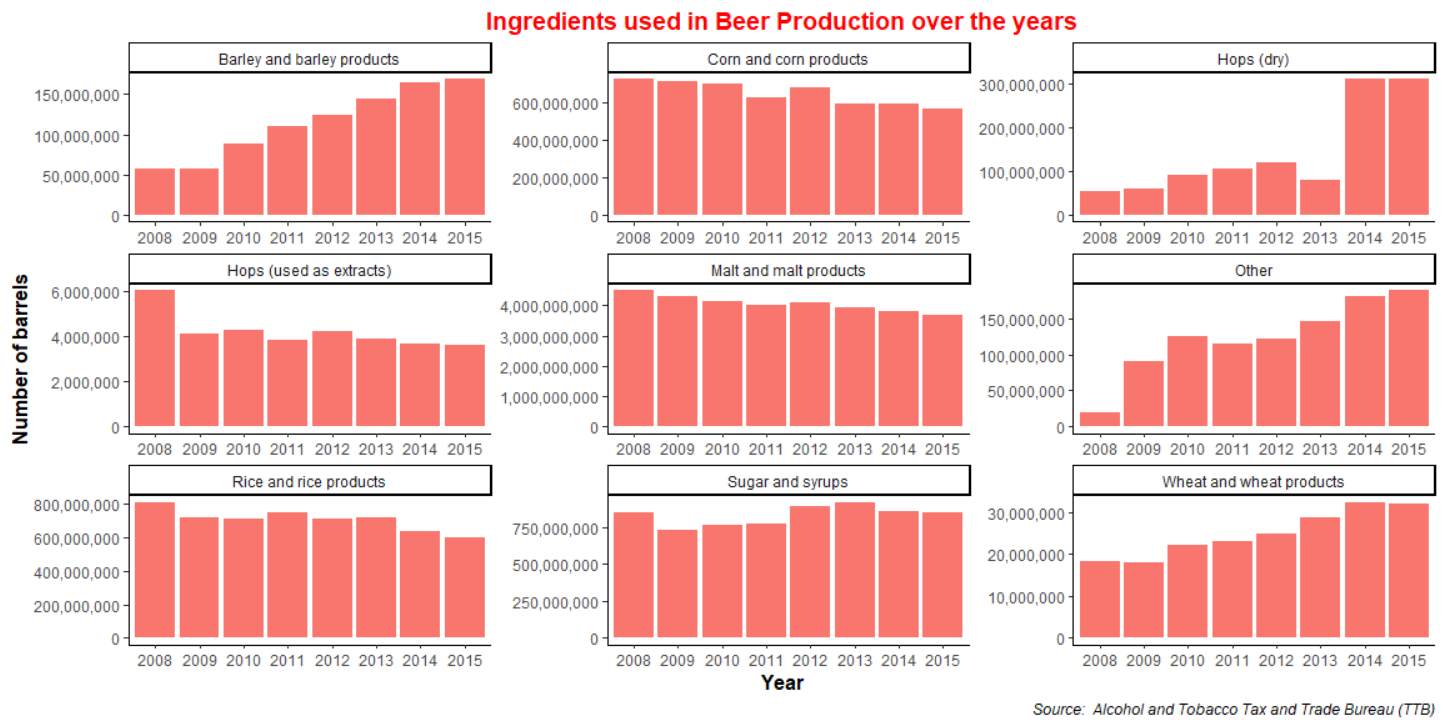 Ingredients used in Beer Production over the years
Barley and barley products
150,000,000
100,000,000
50,000,000
0
2008 2009 2010 2011 2012 2013 2014 2015
Corn and corn products
600,000,000
400,000,000
200,000,000
0
2008 2009 2010 2011 2012 2013 2014 2015
Hops (dry)
300,000,000
200,000,000
100,000,000
0
2008 2009 2010 2011 2012 2013 2014 2015
Number of barrels
Hops (used as extracts)
6,000,000
4,000,000
2,000,000
0
2008 2009 2010 2011 2012 2013 2014 2015
Malt and malt products
4,000,000,000
3,000,000,000
2,000,000,000
1,000,000,000
0
2008 2009 2010 2011 2012 2013 2014 2015
Other
150,000,000
100,000,000
50,000,000
0
2008 2009 2010 2011 2012 2013 2014 2015
Rice and rice products
800,000,000
600,000,000
400,000,000
200,000,000
0
2008 2009 2010 2011 2012 2013 2014 2015
Sugar and syrups
750,000,000
500,000,000
250,000,000
0
2008 2009 2010 2011 2012 2013 2014 2015
Wheat and wheat products
30,000,000
20,000,000
10,000,000
0
2008 2009 2010 2011 2012 2013 2014 2015
Year
Source: Alcohol and Tobacco Tax and Trade Bureau (TTB)